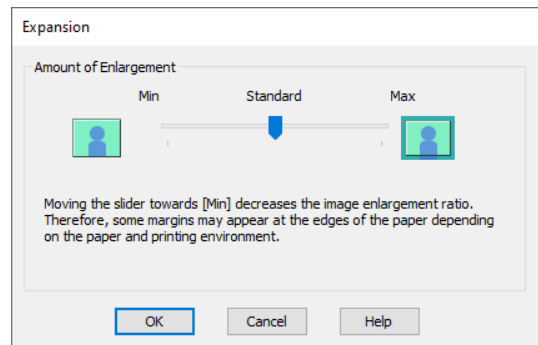 Expansion
Amount of Enlargement
Min Standard Max
Moving the slider towards [Min] decreases the image enlargement ratio.
Therefore, some margins may appear at the edges of the paper depending
on the paper and printing environment.
OK Cancel Help